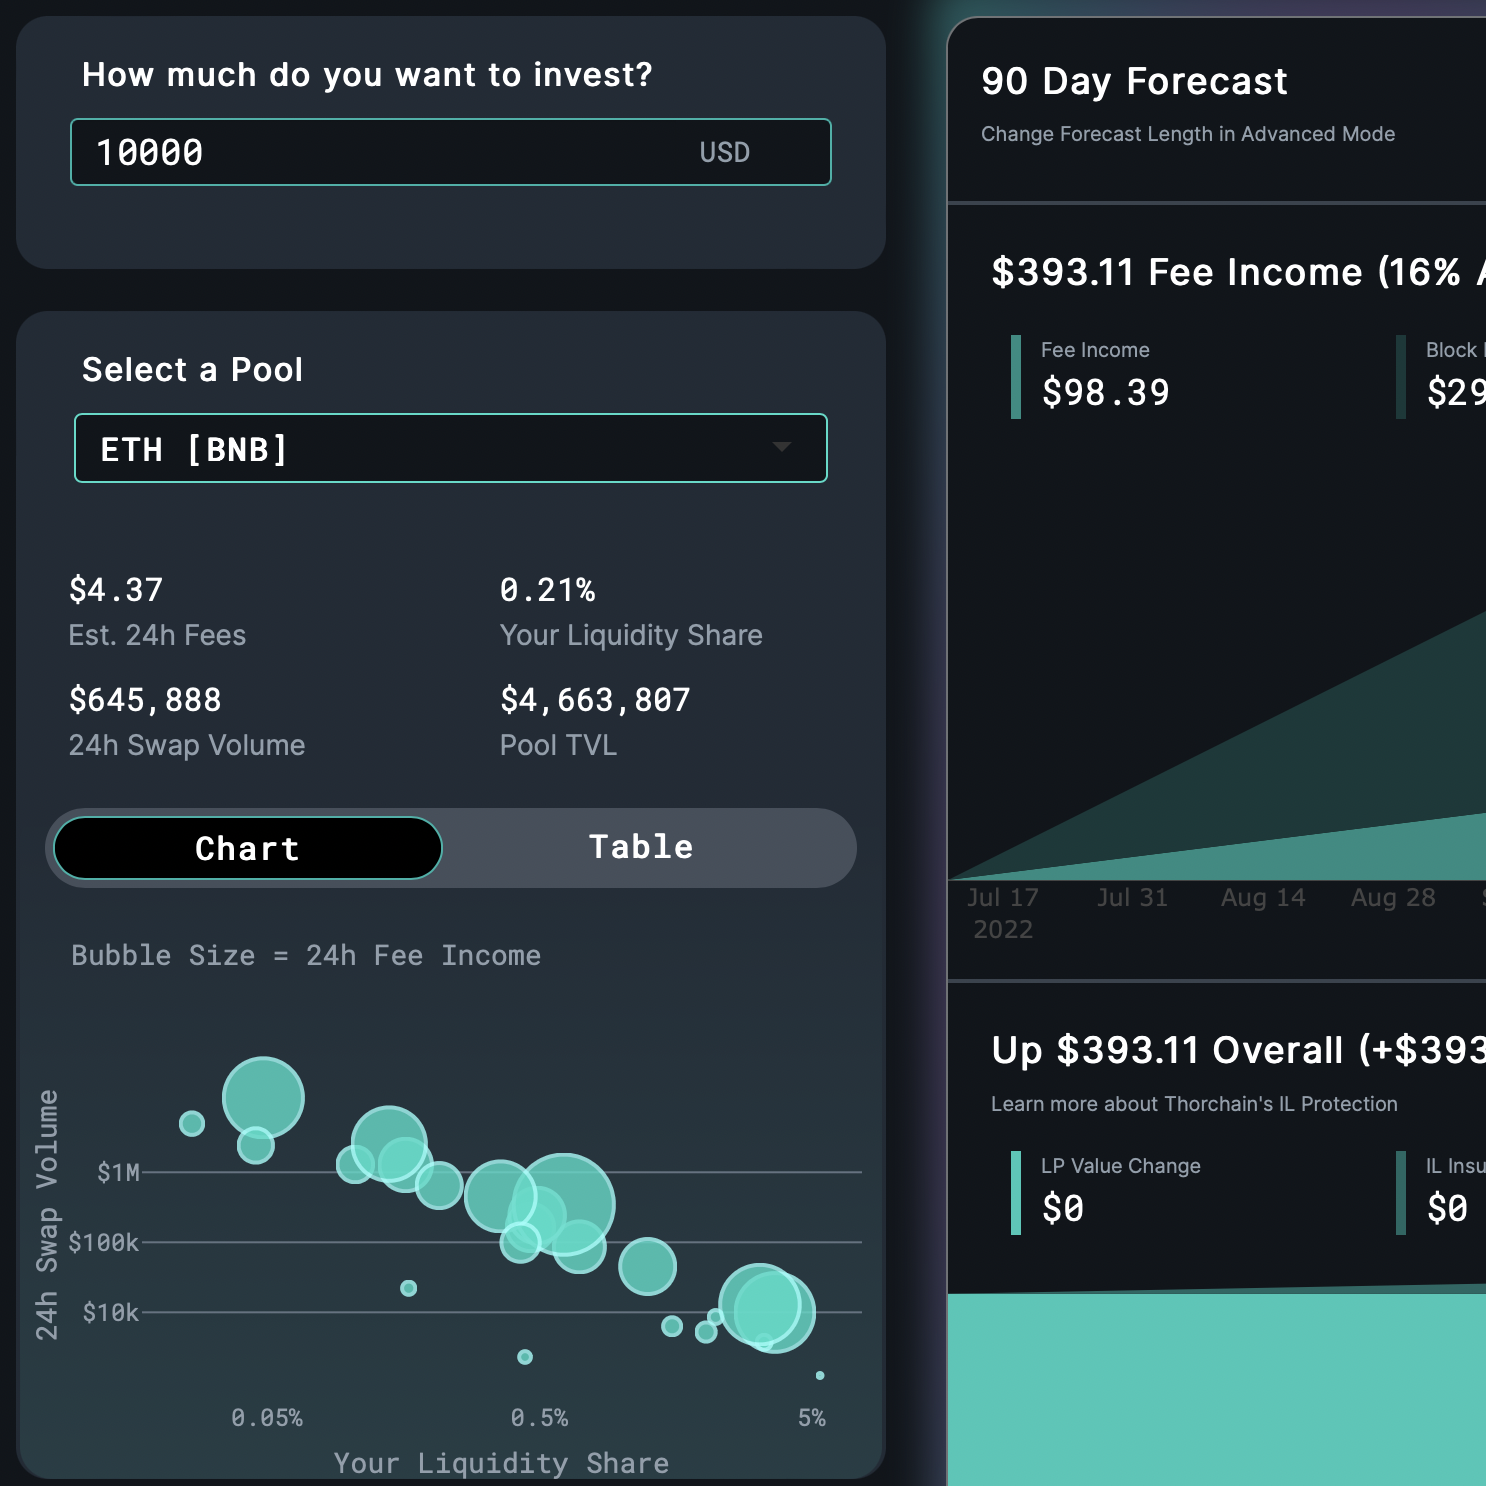 How much do you want to invest?
10000 USD
Select a Pool
ETH [BNB]
$4.37
Est. 24h Fees
0.21%
Your Liquidity Share
$645,888
24h Swap Volume
$4,663,807
Pool TVL
Chart
Table
Bubble Size = 24h Fee Income
24h Swap Volume
$1M
$100k
$10k
0.05% 0.5% 5%
Your Liquidity Share
90 Day Forecast
Change Forecast Length in Advanced Mode
$393.11 Fee Income (16%
Fee Income
$98.39
Block
$29
Jul 17 Jul 31 Aug 14 Aug 28
2022
Up $393.11 Overall (+$393
Learn more about Thorchain's IL Protection
LP Value Change
$0
IL Insu
$0